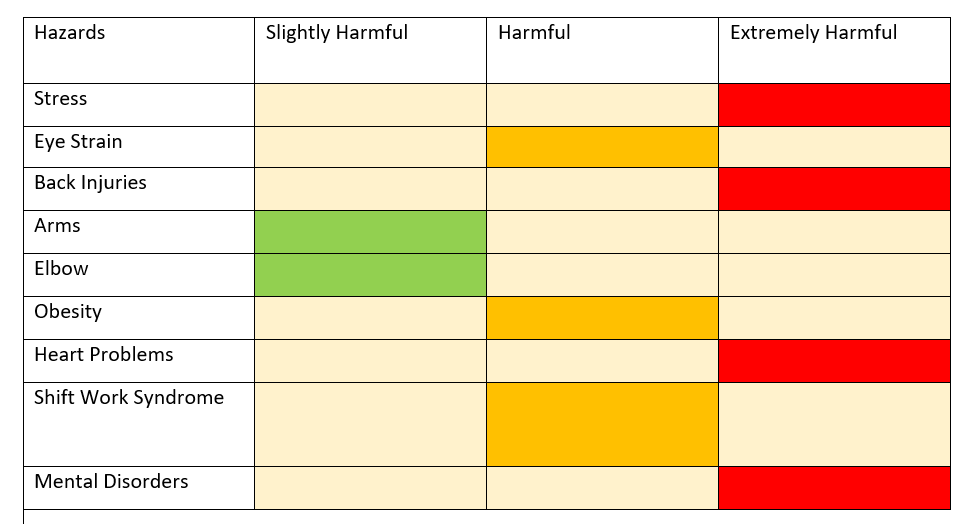 Hazards Slightly Harmful Harmful Extremely Harmful
Stress
Eye Strain
Back Injuries
Arms
Elbow
Obesity
Heart Problems
Shift Work Syndrome
Mental Disorders